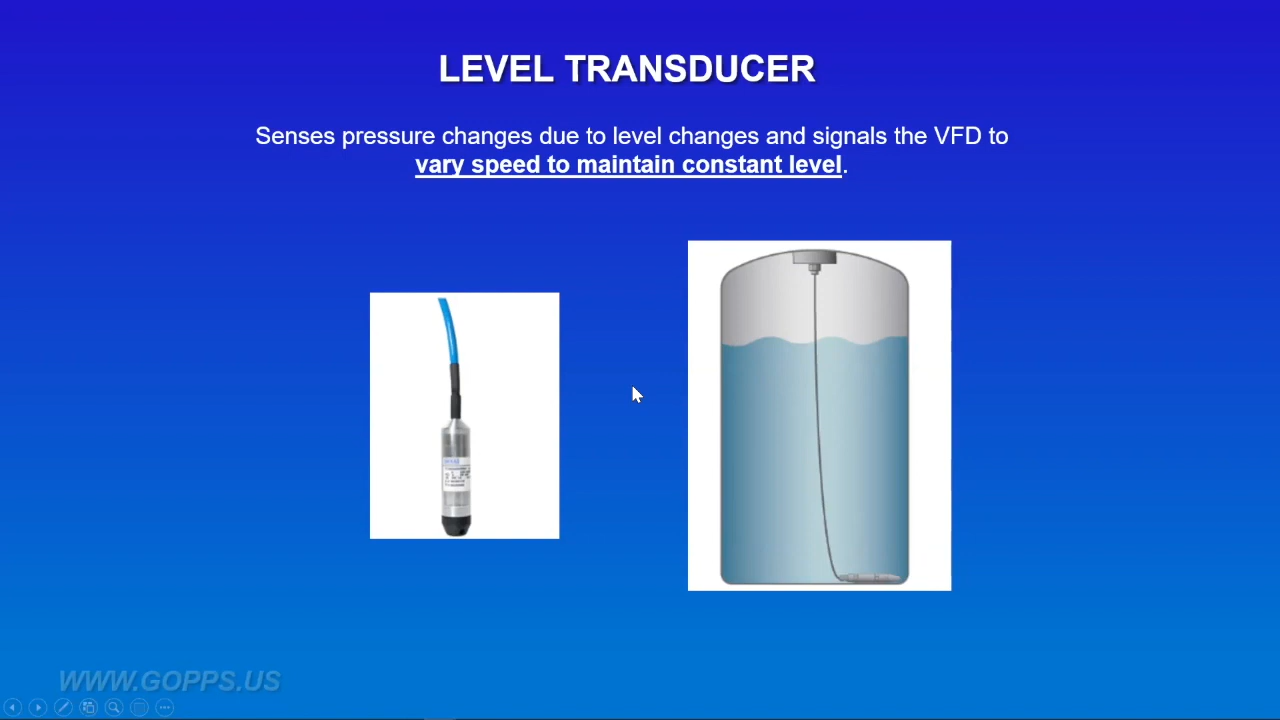 LEVEL TRANSDUCER
Senses pressure changes due to level changes and signals the VFD to
vary speed to maintain constant level.
WWW.GOPPS.US